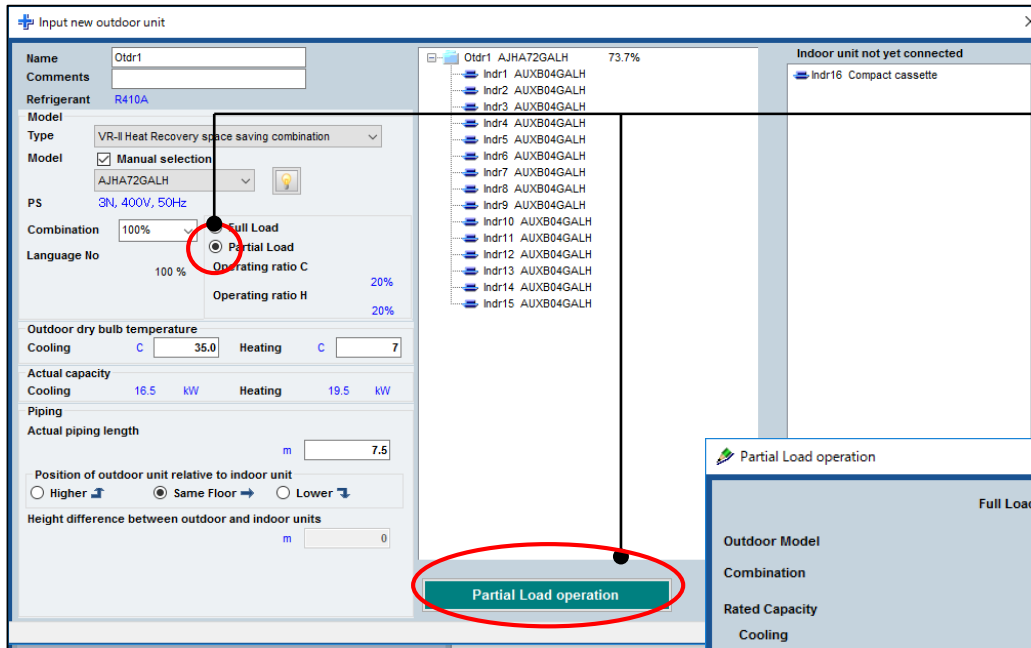 Input new outdoor unit
Name Otdr1
Comments
Refrigerant R410A
Model
Type VR-II Heat Recovery space saving combination
Model Manual selection
AJHA72GALH
PS 3N, 400V, 50Hz
Combination 100% Full Load
Partial Load
Language No
100 %
Operating ratio C
20%
Operating ratio H
20%
Outdoor dry bulb temperature
Cooling C 35.0 Heating C 7
Actual capacity
Cooling 16.5 kW Heating 19.5 kW
Piping
Actual piping length
m 7.5
Position of outdoor unit relative to indoor unit
Higher Same Floor Lower
Height difference between outdoor and indoor units
m 0
Otdr1 AJHA72GALH 73.7%
Indr1 AUXB04GALH
Indr2 AUXB04GALH
Indr3 AUXB04GALH
Indr4 AUXB04GALH
Indr5 AUXB04GALH
Indr6 AUXB04GALH
Indr7 AUXB04GALH
Indr8 AUXB04GALH
Indr9 AUXB04GALH
Indr10 AUXB04GALH
Indr11 AUXB04GALH
Indr12 AUXB04GALH
Indr13 AUXB04GALH
Indr14 AUXB04GALH
Indr15 AUXB04GALH
Partial Load operation
Indoor unit not yet connected
Indr16 Compact cassette
Partial Load operation
Full Load
Outdoor Model
Combination
Rated Capacity
Cooling